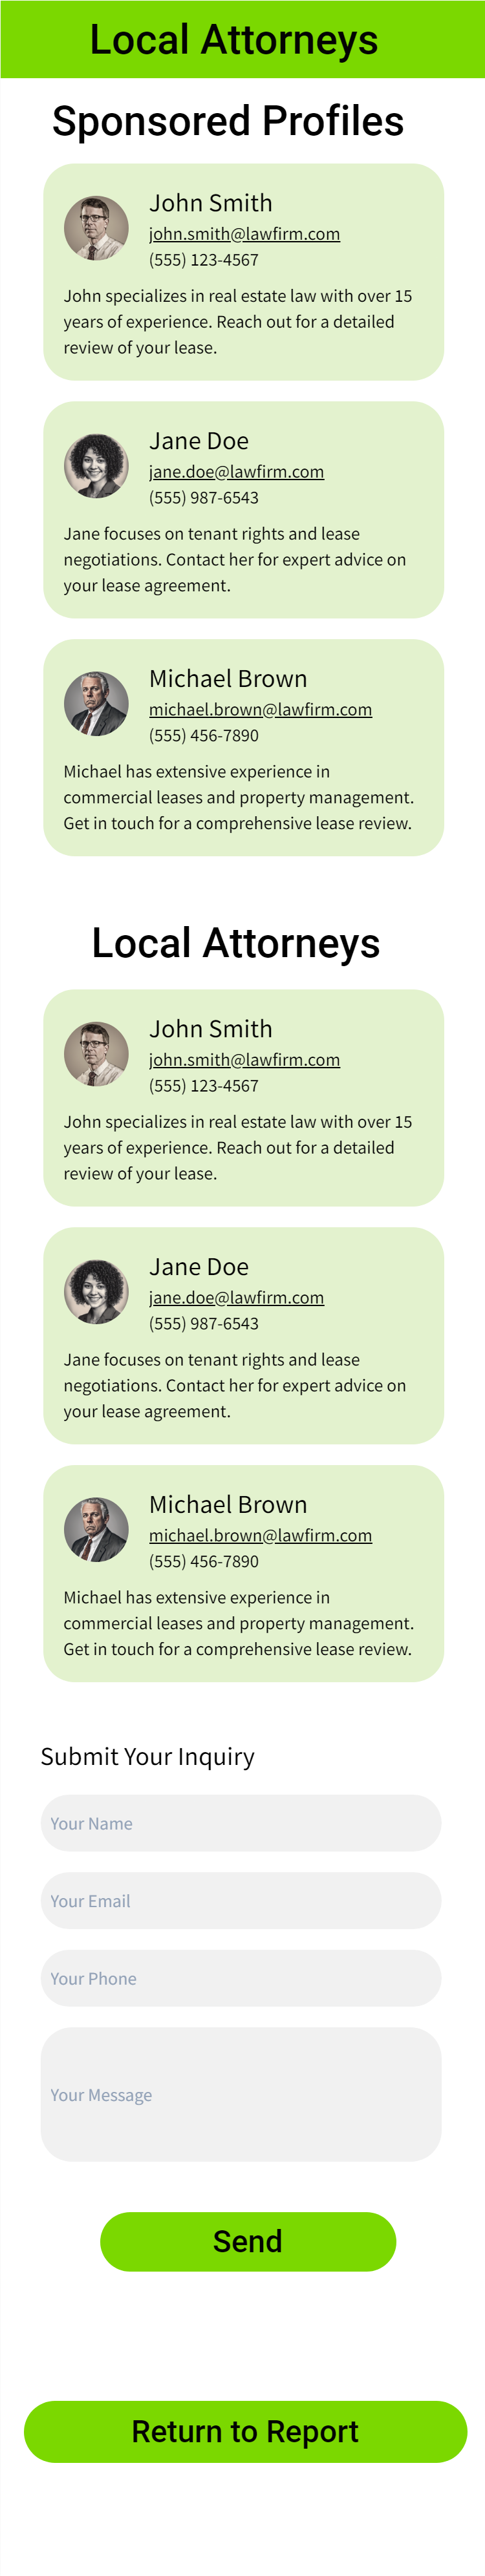 Local Attorneys
Sponsored Profiles
John Smith
john.smith@lawfirm.com
(555) 123-4567
John specializes in real estate law with over 15
years of experience. Reach out for a detailed
review of your lease.
Jane Doe
jane.doe@lawfirm.com
(555) 987-6543
Jane focuses on tenant rights and lease
negotiations. Contact her for expert advice on
your lease agreement.
Michael Brown
michael.brown@lawfirm.com
(555) 456-7890
Michael has extensive experience in
commercial leases and property management.
Get in touch for a comprehensive lease review.
Local Attorneys
John Smith
john.smith@lawfirm.com
(555) 123-4567
John specializes in real estate law with over 15
years of experience. Reach out for a detailed
review of your lease.
Jane Doe
jane.doe@lawfirm.com
(555) 987-6543
Jane focuses on tenant rights and lease
negotiations. Contact her for expert advice on
your lease agreement.
Michael Brown
michael.brown@lawfirm.com
(555) 456-7890
Michael has extensive experience in
commercial leases and property management.
Get in touch for a comprehensive lease review.
Submit Your Inquiry
Your Name
Your Email
Your Phone
Your Message
Send
Return to Report